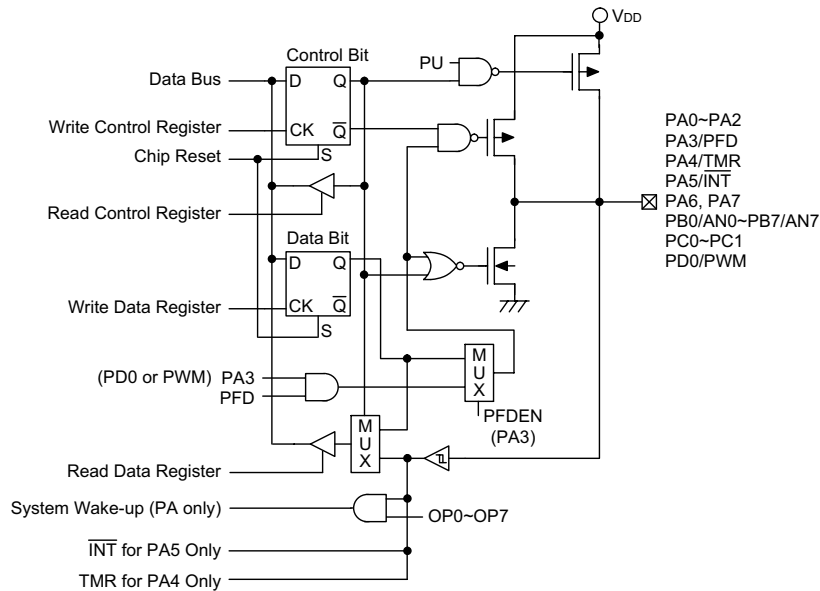 VDD
Control Bit
PU
Data Bus
D Q
Write Control Register
CK Q̅
Chip Reset
S
Read Control Register
Data Bit
D Q
Write Data Register
CK Q̅
S
PA0~PA2
PA3/PFD
PA4/TMR
PA5/I̅N̅T̅
PA6, PA7
PB0/AN0~PB7/AN7
PC0~PC1
PD0/PWM
(PD0 or PWM) PA3
PFD
MUX
PFDEN
(PA3)
MUX
Read Data Register
System Wake-up (PA only)
OP0~OP7
I̅N̅T̅ for PA5 Only
TMR for PA4 Only